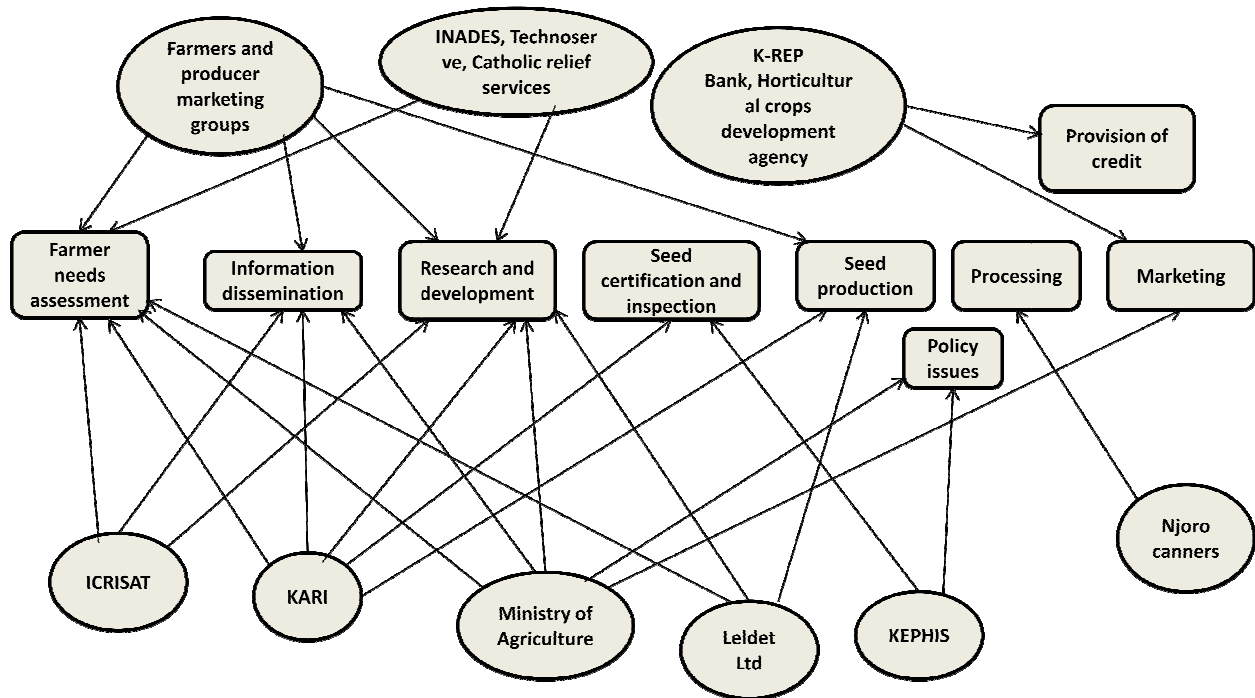 Farmers and
producer
marketing
groups
INADES, Technoser
ve, Catholic relief
services
K-REP
Bank, Horticultur
al crops
development
agency
Provision of
credit
Farmer
needs
assessment
Information
dissemination
Research and
development
Seed
certification and
inspection
Seed
production
Processing
Marketing
Policy
issues
ICRISAT
KARI
Ministry of
Agriculture
Leldet
Ltd
KEPHIS
Njoro
canners